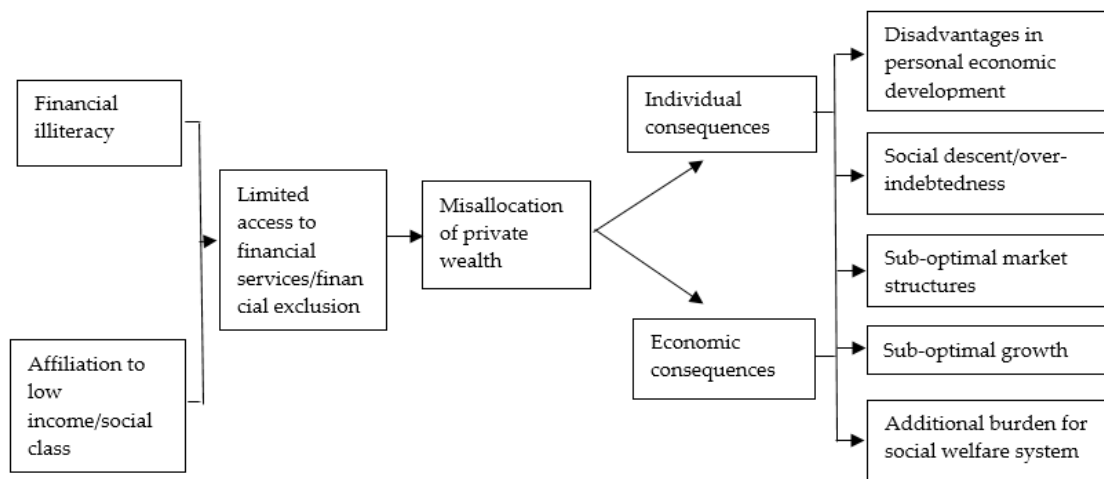 Financial
illiteracy
Affiliation to
low
income/social
class
Limited
access to
financial
services/finan
cial exclusion
Misallocation
of private
wealth
Individual
consequences
Economic
consequences
Disadvantages in
personal economic
development
Social descent/over-
indebtedness
Sub-optimal market
structures
Sub-optimal growth
Additional burden for
social welfare system